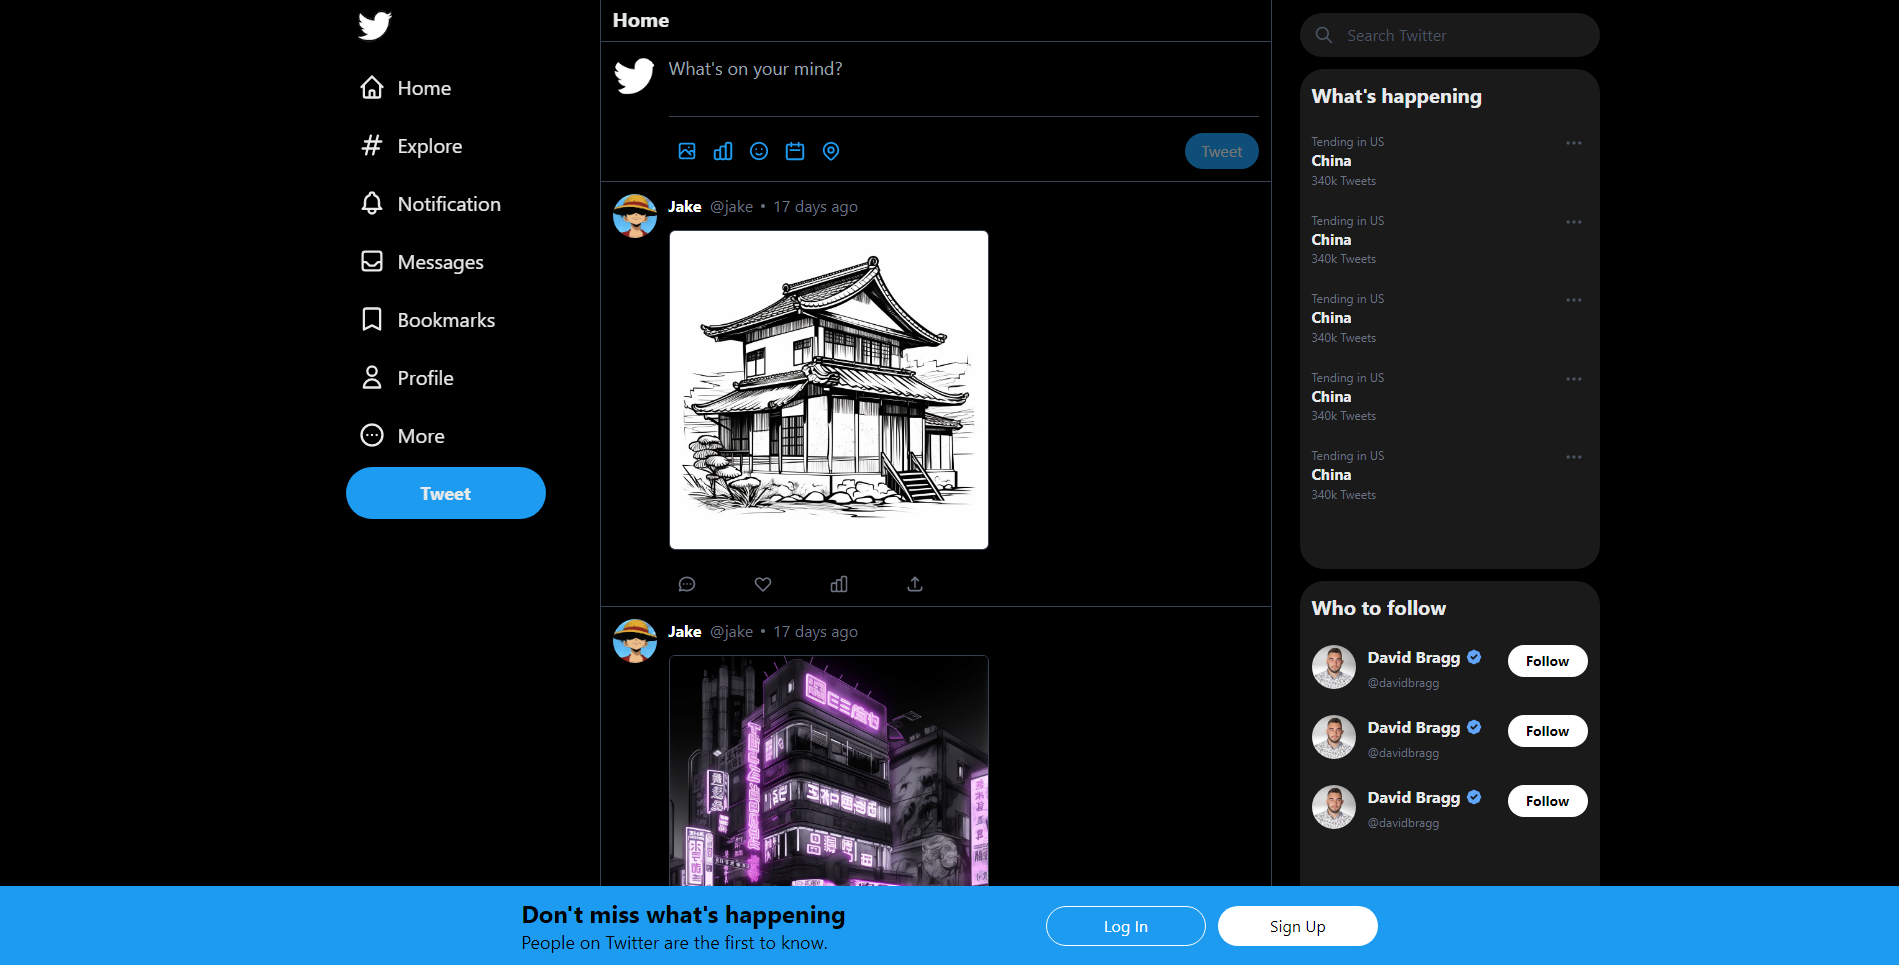 Home
Explore
Notification
Messages
Bookmarks
Profile
More
Tweet
Home
What's on your mind?
Tweet
Jake @jake • 17 days ago
Jake @jake • 17 days ago
Search Twitter
What's happening
Tending in US
China
340k Tweets
Tending in US
China
340k Tweets
Tending in US
China
340k Tweets
Tending in US
China
340k Tweets
Tending in US
China
340k Tweets
Who to follow
David Bragg
@davidbragg
Follow
David Bragg
@davidbragg
Follow
David Bragg
@davidbragg
Follow
Don't miss what's happening
People on Twitter are the first to know.
Log In
Sign Up